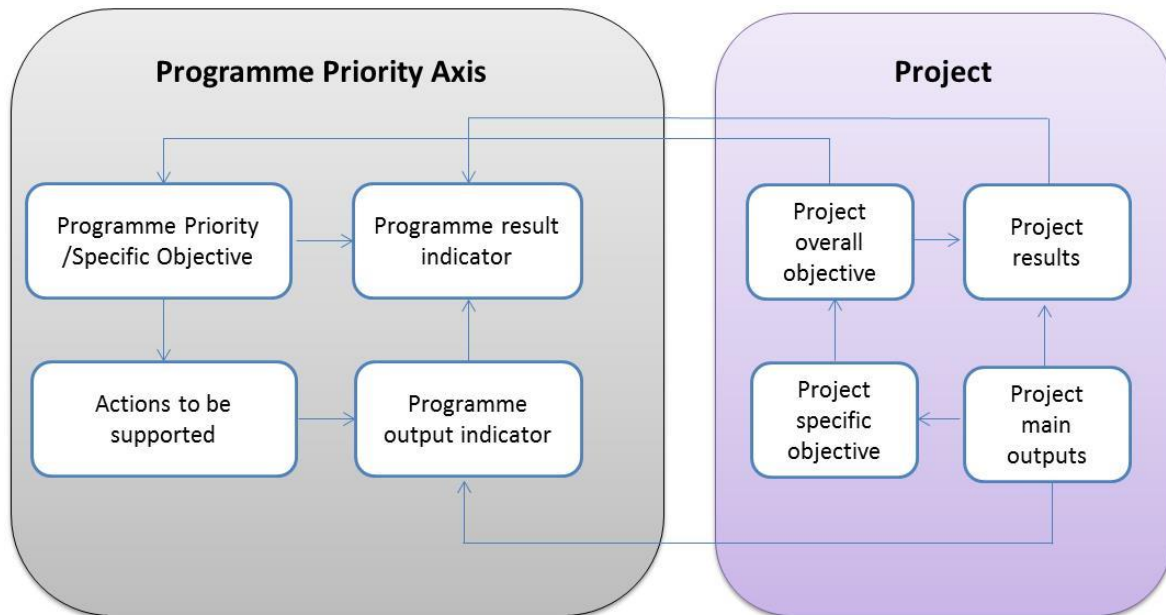 Programme Priority Axis
Programme Priority
/Specific Objective
Programme result
indicator
Actions to be
supported
Programme
output indicator
Project
Project
overall
objective
Project
results
Project
specific
objective
Project
main
outputs